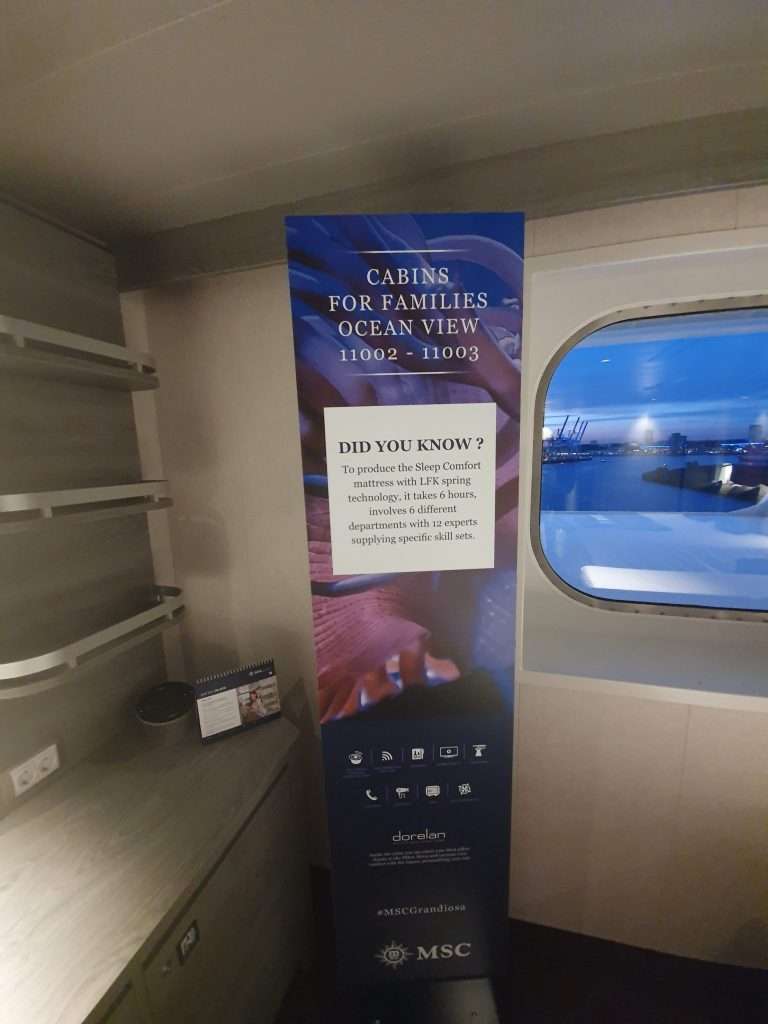 CABINS
FOR FAMILIES
OCEAN VIEW
11002 - 11003
DID YOU KNOW ?
To produce the Sleep Comfort
mattress with LFK spring
technology, it takes 6 hours,
involves 6 different
departments with 12 experts
supplying specific skill sets.
dorelan
#MSCGrandiosa
MSC